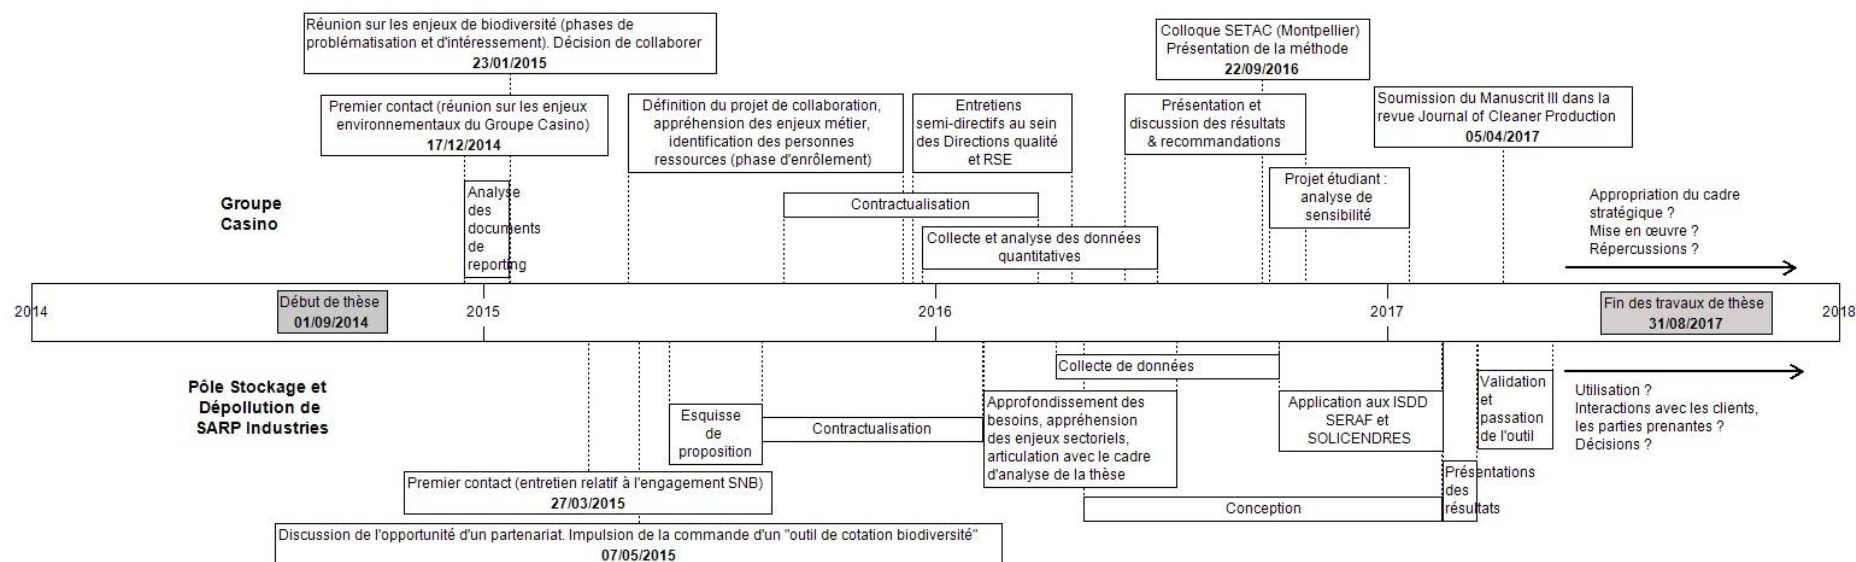 Réunion sur les enjeux de biodiversité (phases de
problématisation et d'intéressement). Décision de collaborer
23/01/2015
Colloque SETAC (Montpellier)
Présentation de la méthode
22/09/2016
Premier contact (réunion sur les enjeux
environnementaux du Groupe Casino)
17/12/2014
Définition du projet de collaboration,
appréhension des enjeux métier,
identification des personnes
ressources (phase d'enrôlement)
Entretiens
semi-directifs au sein
des Directions qualité
et RSE
Présentation et
discussion des résultats
& recommandations
Soumission du Manuscrit III dans la
revue Journal of Cleaner Production
05/04/2017
Groupe
Casino
Analyse
des
documents
de
reporting
Contractualisation
Collecte et analyse des données
quantitatives
Projet étudiant :
analyse de
sensibilité
Appropriation du cadre
stratégique ?
Mise en œuvre ?
Répercussions ?
2014
Début de thèse
01/09/2014
2015
2016
2017
Fin des travaux de thèse
31/08/2017
2018
Pôle Stockage et
Dépollution de
SARP Industries
Esquisse
de
proposition
Contractualisation
Collecte de données
Approfondissement des
besoins, appréhension
des enjeux sectoriels,
articulation avec le cadre
d'analyse de la thèse
Application aux ISDD
SERAF et
SOLICENDRES
Validation
et
passation
de l'outil
Utilisation ?
Interactions avec les clients,
les parties prenantes ?
Décisions ?
Premier contact (entretien relatif à l'engagement SNB)
27/03/2015
Conception
Présentations
des
résultats
Discussion de l'opportunité d'un partenariat. Impulsion de la commande d'un "outil de cotation biodiversité"
07/05/2015